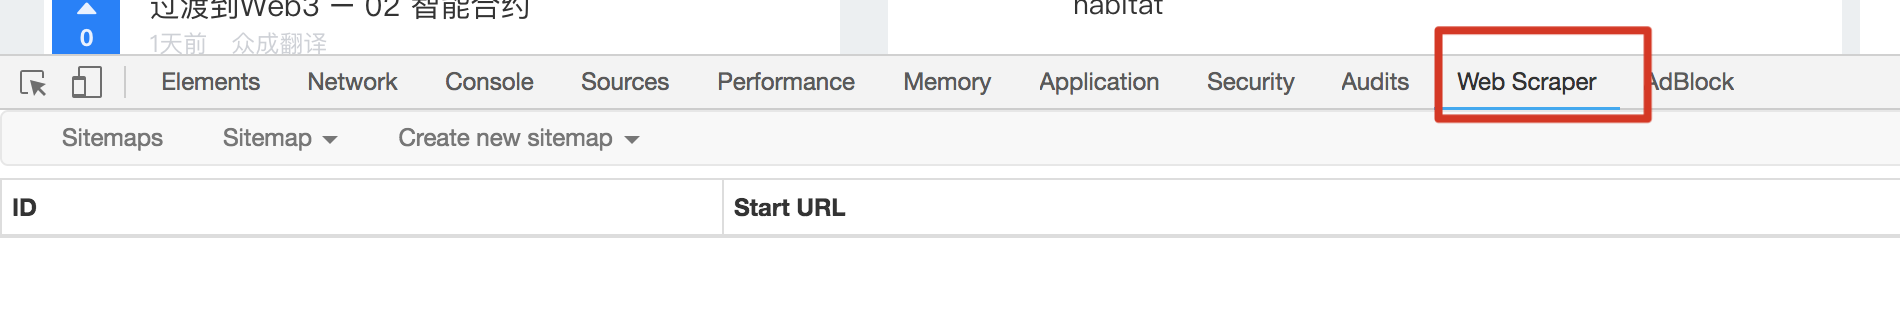 过渡到Web3 — 02 智能合约
habitat
0
1天前 众成翻译
Elements Network Console Sources Performance Memory Application Security Audits Web Scraper AdBlock
Sitemaps Sitemap Create new sitemap
ID Start URL